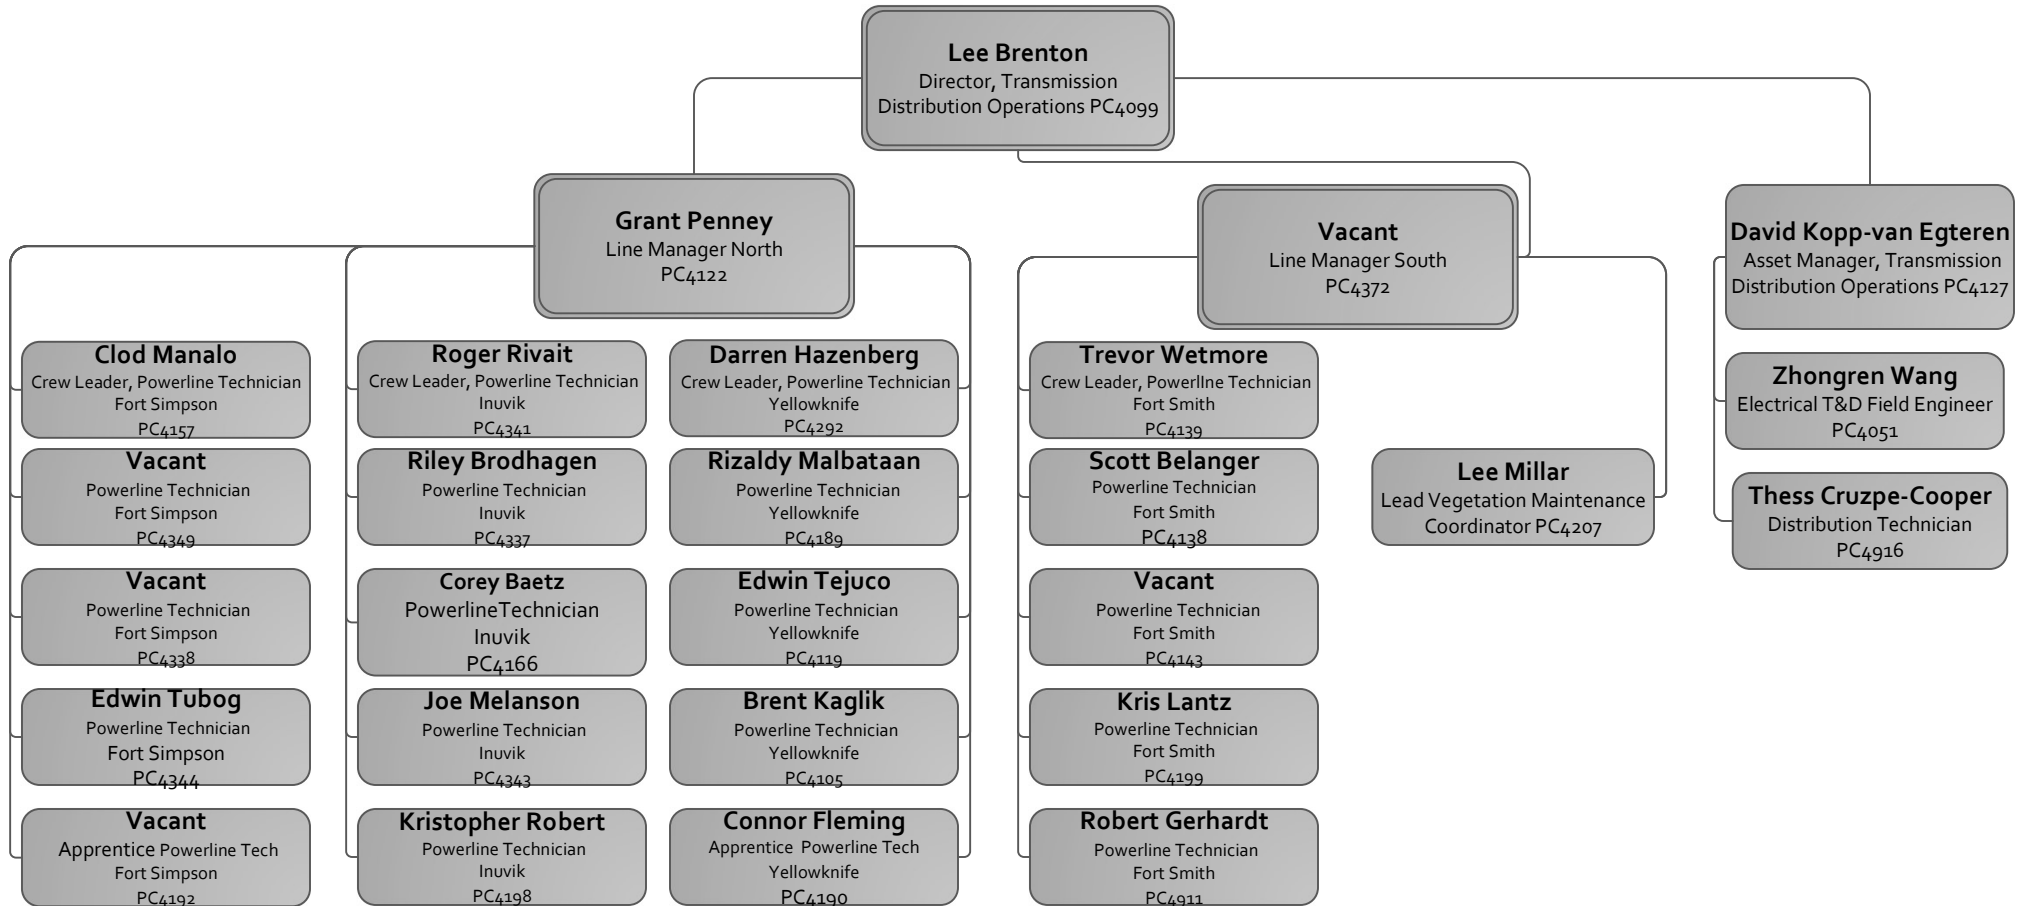 Lee Brenton
Director, Transmission
Distribution Operations PC4099
Grant Penney
Line Manager North
PC4122
Vacant
Line Manager South
PC4372
David Kopp-van Egteren
Asset Manager, Transmission
Distribution Operations PC4127
Clod Manalo
Crew Leader, Powerline Technician
Fort Simpson
PC4157
Vacant
Powerline Technician
Fort Simpson
PC4349
Vacant
Powerline Technician
Fort Simpson
PC4338
Edwin Tubog
Powerline Technician
Fort Simpson
PC4344
Vacant
Apprentice Powerline Tech
Fort Simpson
PC4192
Roger Rivait
Crew Leader, Powerline Technician
Inuvik
PC4341
Riley Brodhagen
Powerline Technician
Inuvik
PC4337
Corey Baetz
PowerlineTechnician
Inuvik
PC4166
Joe Melanson
Powerline Technician
Inuvik
PC4343
Kristopher Robert
Powerline Technician
Inuvik
PC4198
Darren Hazenberg
Crew Leader, Powerline Technician
Yellowknife
PC4292
Rizaldy Malbataan
Powerline Technician
Yellowknife
PC4189
Edwin Tejuco
Powerline Technician
Yellowknife
PC4119
Brent Kaglik
Powerline Technician
Yellowknife
PC4105
Connor Fleming
Apprentice Powerline Tech
Yellowknife
PC4190
Trevor Wetmore
Crew Leader, PowerlIne Technician
Fort Smith
PC4139
Scott Belanger
Powerline Technician
Fort Smith
PC4138
Vacant
Powerline Technician
Fort Smith
PC4143
Kris Lantz
Powerline Technician
Fort Smith
PC4199
Robert Gerhardt
Powerline Technician
Fort Smith
PC4911
Lee Millar
Lead Vegetation Maintenance
Coordinator PC4207
Zhongren Wang
Electrical T&D Field Engineer
PC4051
Thess Cruzpe-Cooper
Distribution Technician
PC4916